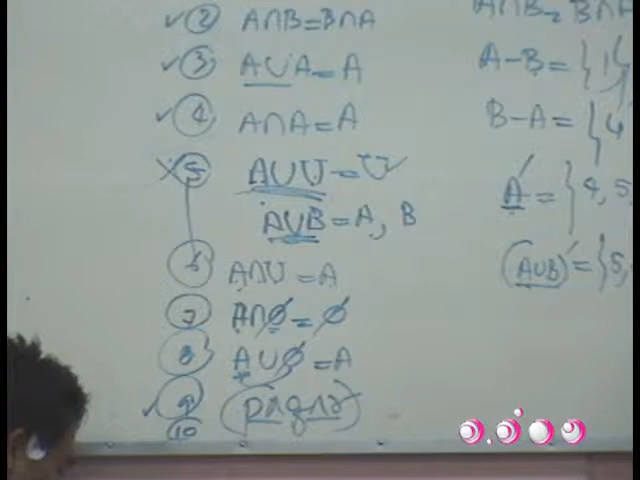 ② A∩B=B∩A
③ A∪A=A
④ A∩A=A
⑤ A∪U=U
A∪B=A, B
⑥ A∩U=A
⑦ A∩Ø=Ø
⑧ A∪Ø=A
⑨ (p∩q∩r)
⑩
A∩B=B∩A
A-B={1
B-A={4
A′={4, 5,
(A∪B)′={5,